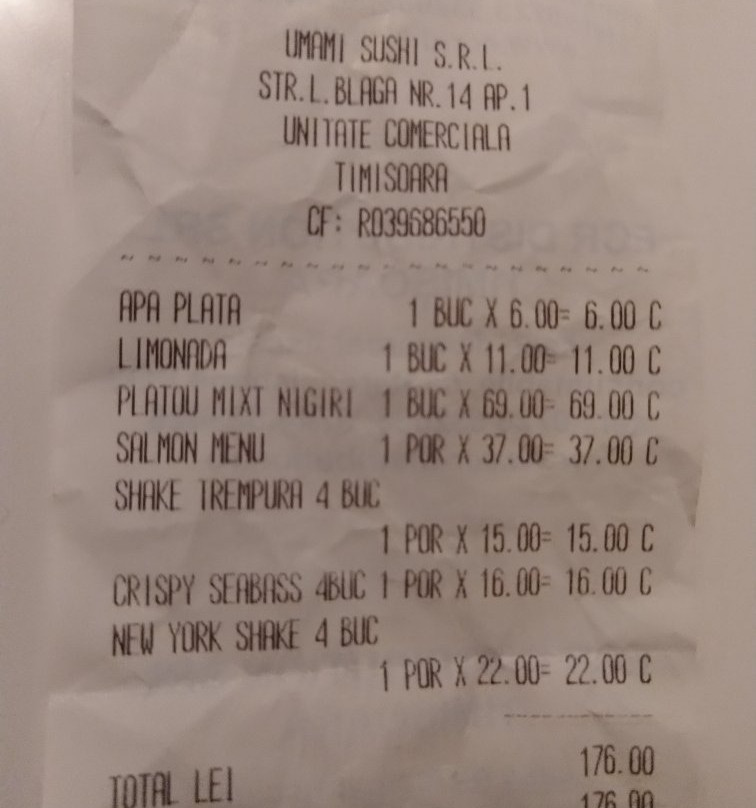 UMAMI SUSHI S.R.L.
STR.L.BLAGA NR.14 AP.1
UNITATE COMERCIALA
TIMISOARA
CF: RO39686550
~ ~ ~ ~ ~ ~ ~ ~ ~ ~ ~ ~ ~ ~ ~ ~ ~ ~ ~ ~
APA PLATA 1 BUC X 6.00= 6.00 C
LIMONADA 1 BUC X 11.00= 11.00 C
PLATOU MIXT NIGIRI 1 BUC X 69.00= 69.00 C
SALMON MENU 1 POR X 37.00= 37.00 C
SHAKE TREMPURA 4 BUC
1 POR X 15.00= 15.00 C
CRISPY SEABASS 4BUC 1 POR X 16.00= 16.00 C
NEW YORK SHAKE 4 BUC
1 POR X 22.00= 22.00 C
--------------
176.00
TOTAL LEI 176.00